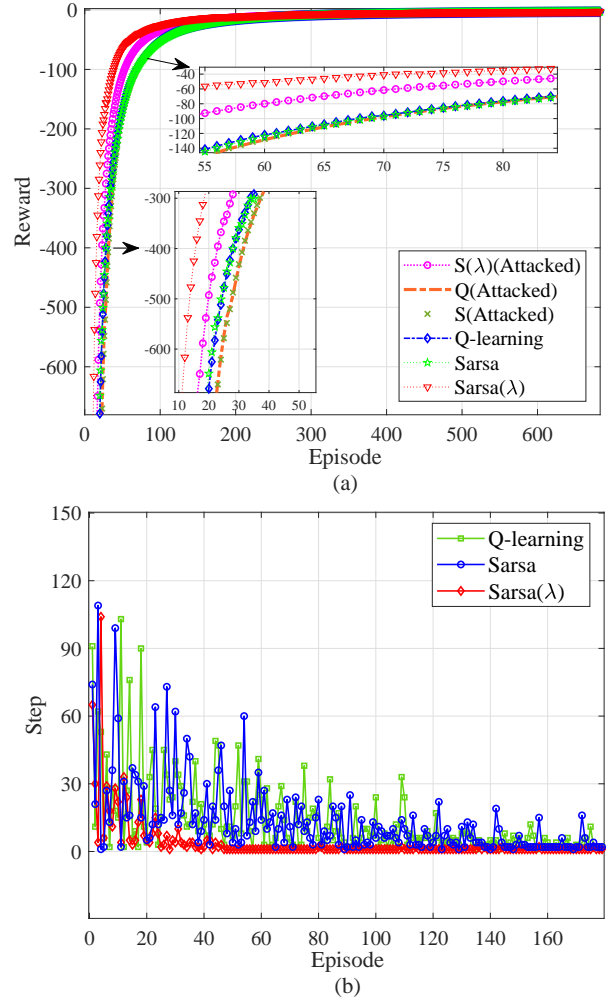 0
-100
-200
-300
-400
-500
-600
Reward
-40
-60
-80
-100
-120
-140
55 60 65 70 75 80
-300
-400
-500
-600
10 20 30 40 50
S(λ)(Attacked)
Q(Attacked)
S(Attacked)
Q-learning
Sarsa
Sarsa(λ)
0 100 200 300 400 500 600
Episode
(a)
150
120
90
60
30
0
Step
Q-learning
Sarsa
Sarsa(λ)
0 20 40 60 80 100 120 140 160
Episode
(b)